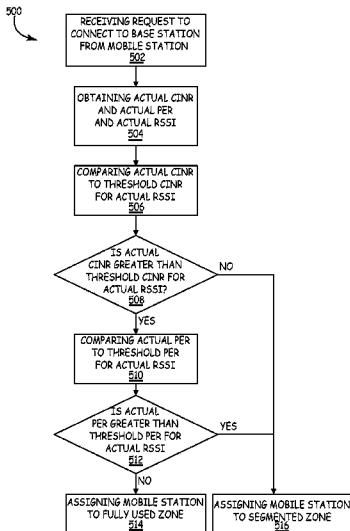 500
RECEIVING REQUEST TO
CONNECT TO BASE STATION
FROM MOBILE STATION
502
OBTAINING ACTUAL CINR
AND ACTUAL PER
AND ACTUAL RSSI
504
COMPARING ACTUAL CINR
TO THRESHOLD CINR
FOR ACTUAL RSSI
506
IS ACTUAL
CINR GREATER THAN
THRESHOLD CINR FOR
ACTUAL RSSI?
508
NO
YES
COMPARING ACTUAL PER
TO THRESHOLD PER
FOR ACTUAL RSSI
510
IS ACTUAL
PER GREATER THAN
THRESHOLD PER FOR
ACTUAL RSSI
512
YES
NO
ASSIGNING MOBILE STATION
TO FULLY USED ZONE
514
ASSIGNING MOBILE STATION
TO SEGMENTED ZONE
516